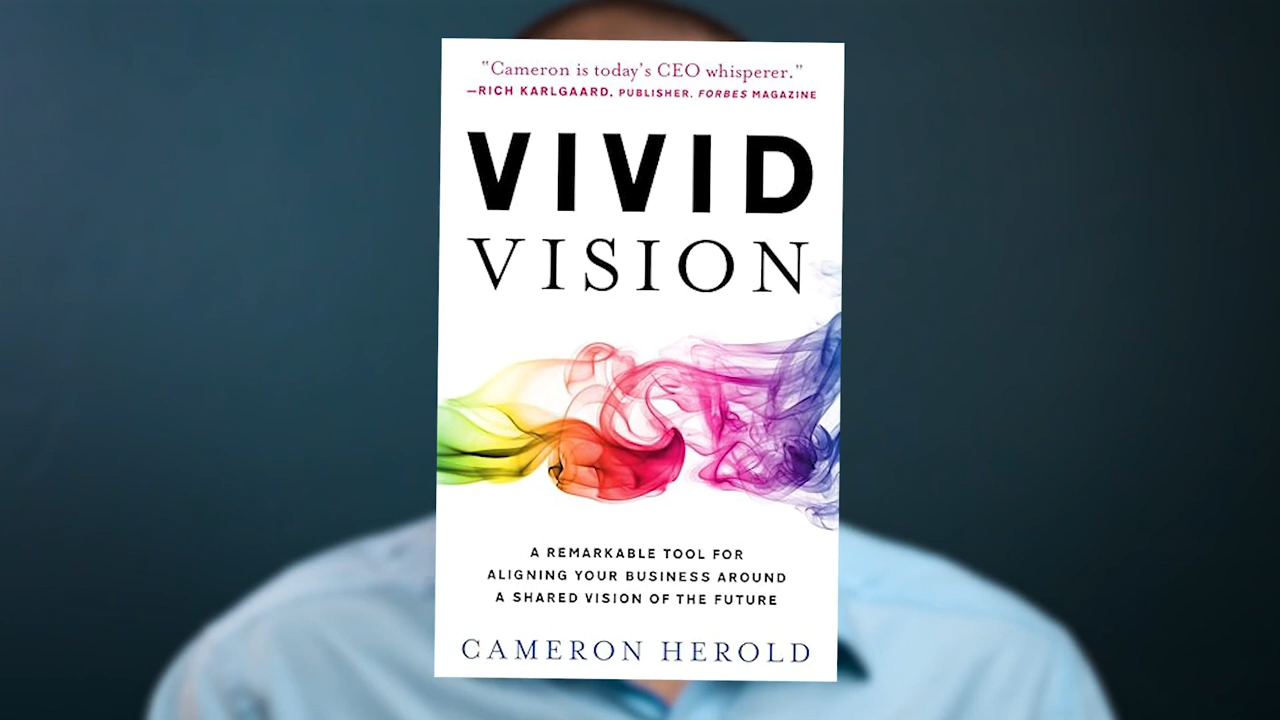 "Cameron is today's CEO whisperer."
—RICH KARLGAARD, PUBLISHER, FORBES MAGAZINE
VIVID
VISION
A REMARKABLE TOOL FOR
ALIGNING YOUR BUSINESS AROUND
A SHARED VISION OF THE FUTURE
CAMERON HEROLD